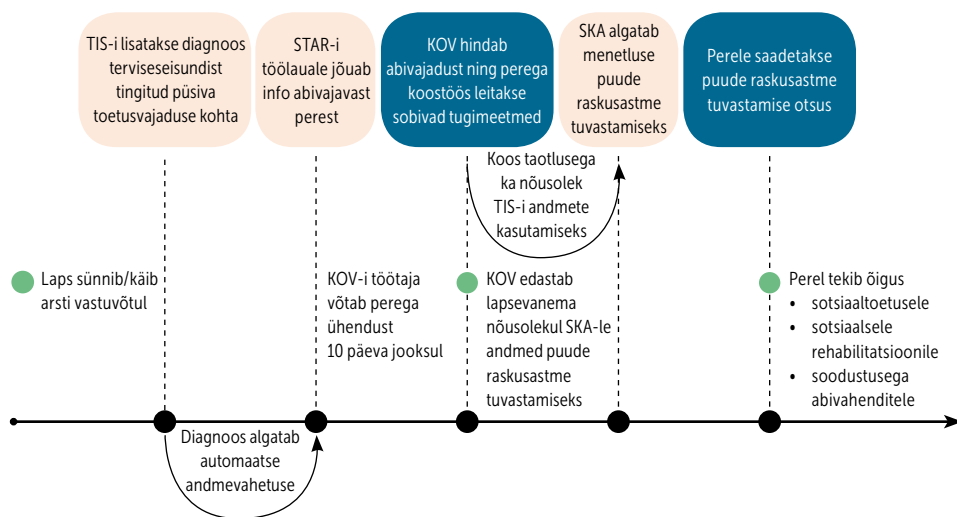 TIS-i lisatakse diagnoos
terviseseisundist
tingitud püsiva
toetusvajaduse kohta
STAR-i
töölauale jõuab
info abivajavast
perest
KOV hindab
abivajadust ning perega
koostöös leitakse
sobivad tugimeetmed
SKA algatab
menetluse
puude
raskusastme
tuvastamiseks
Perele saadetakse
puude raskusastme
tuvastamise otsus
Koos taotlusega
ka nõusolek
TIS-i andmete
kasutamiseks
Laps sünnib/käib
arsti vastuvõtul
KOV-i töötaja
võtab perega
ühendust
10 päeva jooksul
KOV edastab
lapsevanema
nõusolekul SKA-le
andmed puude
raskusastme
tuvastamiseks
Perel tekib õigus
• sotsiaaltoetusele
• sotsiaalsele
rehabilitatsioonile
• soodustusega
abivahenditele
Diagnoos algatab
automaatse
andmevahetuse